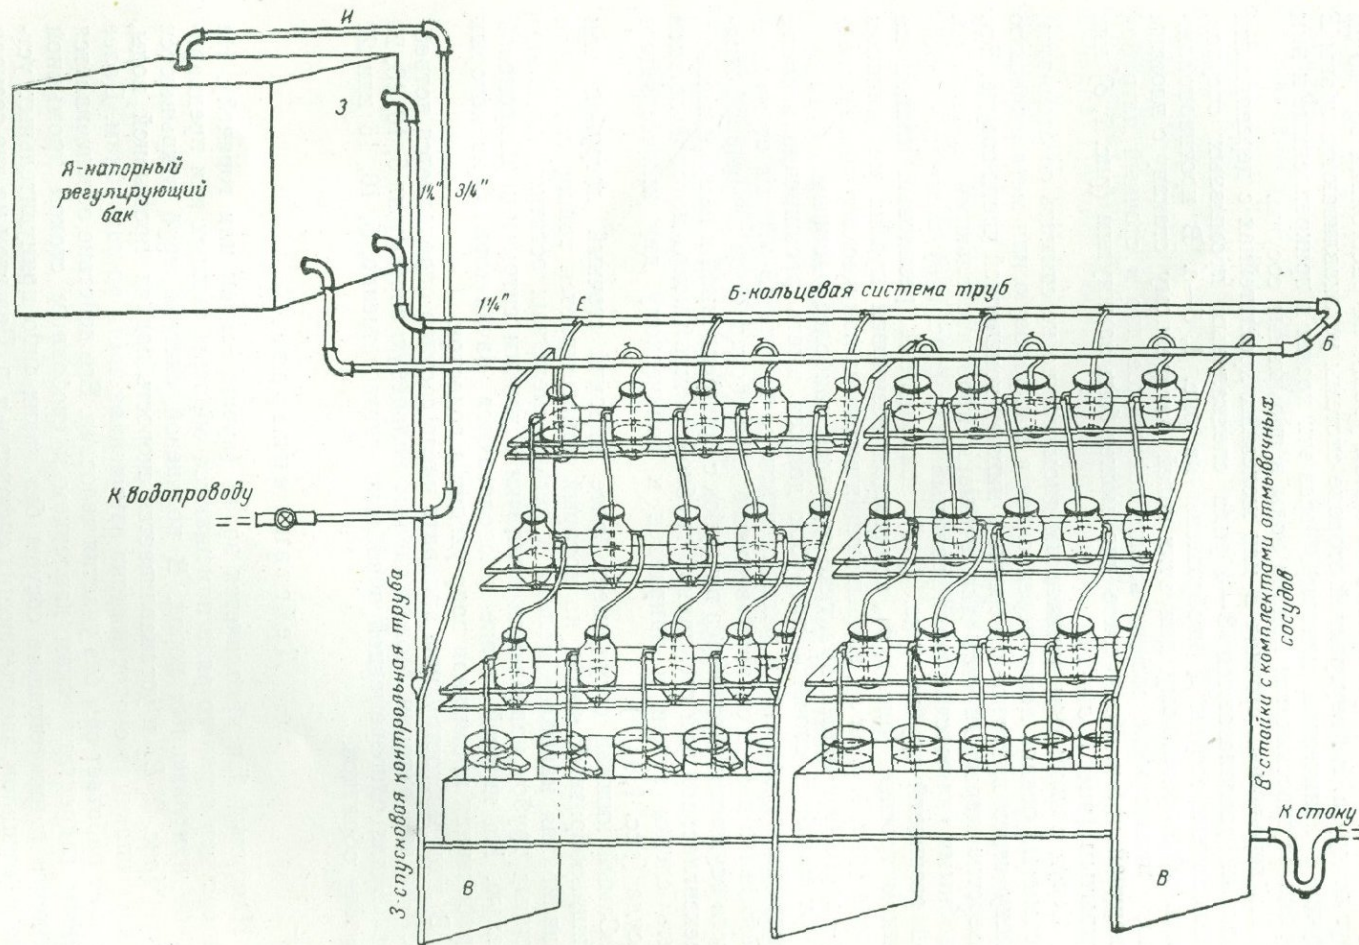 И
З
Я-напорный
регулирующий
бак
1¼"
3/4"
1¼"
Е
Б-кольцевая система труб
Б
К водопроводу
З-спусковая контрольная труба
В-стайки с комплектами отмывочных
сосудов
К стоку
В
В